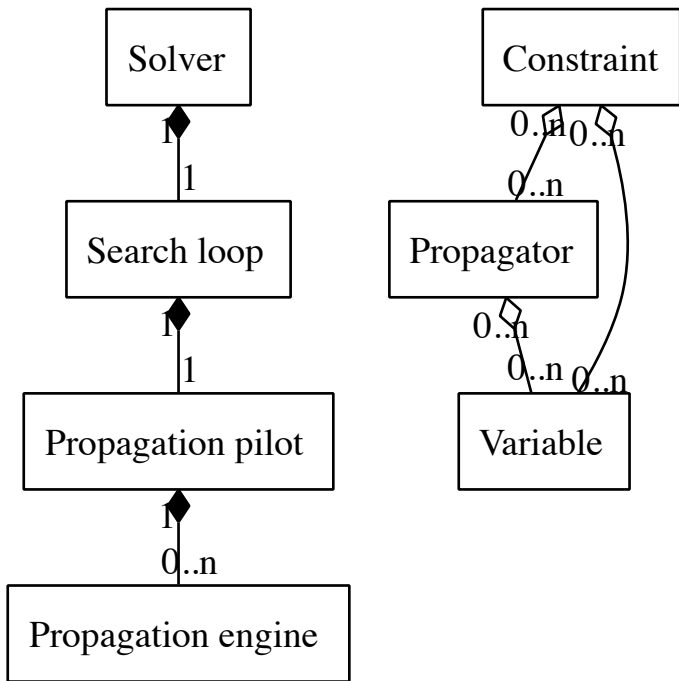 Solver
Constraint
1
0..n
0..n
1
0..n
Search loop
Propagator
1
0..n
1
0..n
0..n
Propagation pilot
Variable
1
0..n
Propagation engine